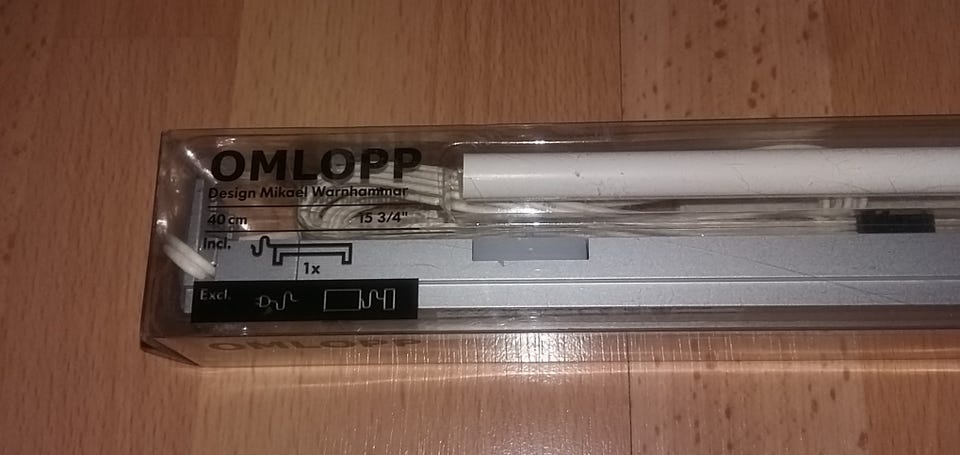 OMLOPP
Design Mikael Warnhammar
40 cm 15 3/4"
Incl.
1x
Excl.
OMLOPP